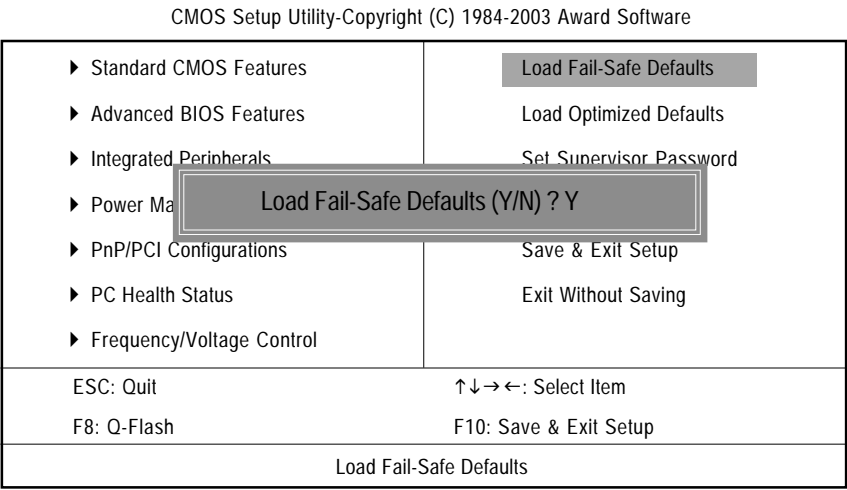 CMOS Setup Utility-Copyright (C) 1984-2003 Award Software
Standard CMOS Features
Load Fail-Safe Defaults
Advanced BIOS Features
Load Optimized Defaults
Integrated Peripherals
Set Supervisor Password
Power Ma
Load Fail-Safe Defaults (Y/N) ? Y
PnP/PCI Configurations
Save & Exit Setup
PC Health Status
Exit Without Saving
Frequency/Voltage Control
ESC: Quit
↑↓→←: Select Item
F8: Q-Flash
F10: Save & Exit Setup
Load Fail-Safe Defaults